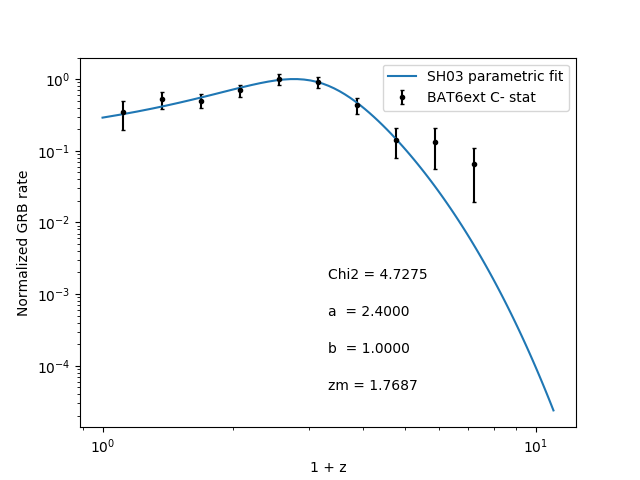 SH03 parametric fit
BAT6ext C- stat
Normalized GRB rate
10⁰
10⁻¹
10⁻²
10⁻³
10⁻⁴
Chi2 = 4.7275
a  = 2.4000
b  = 1.0000
zm = 1.7687
10⁰
10¹
1 + z